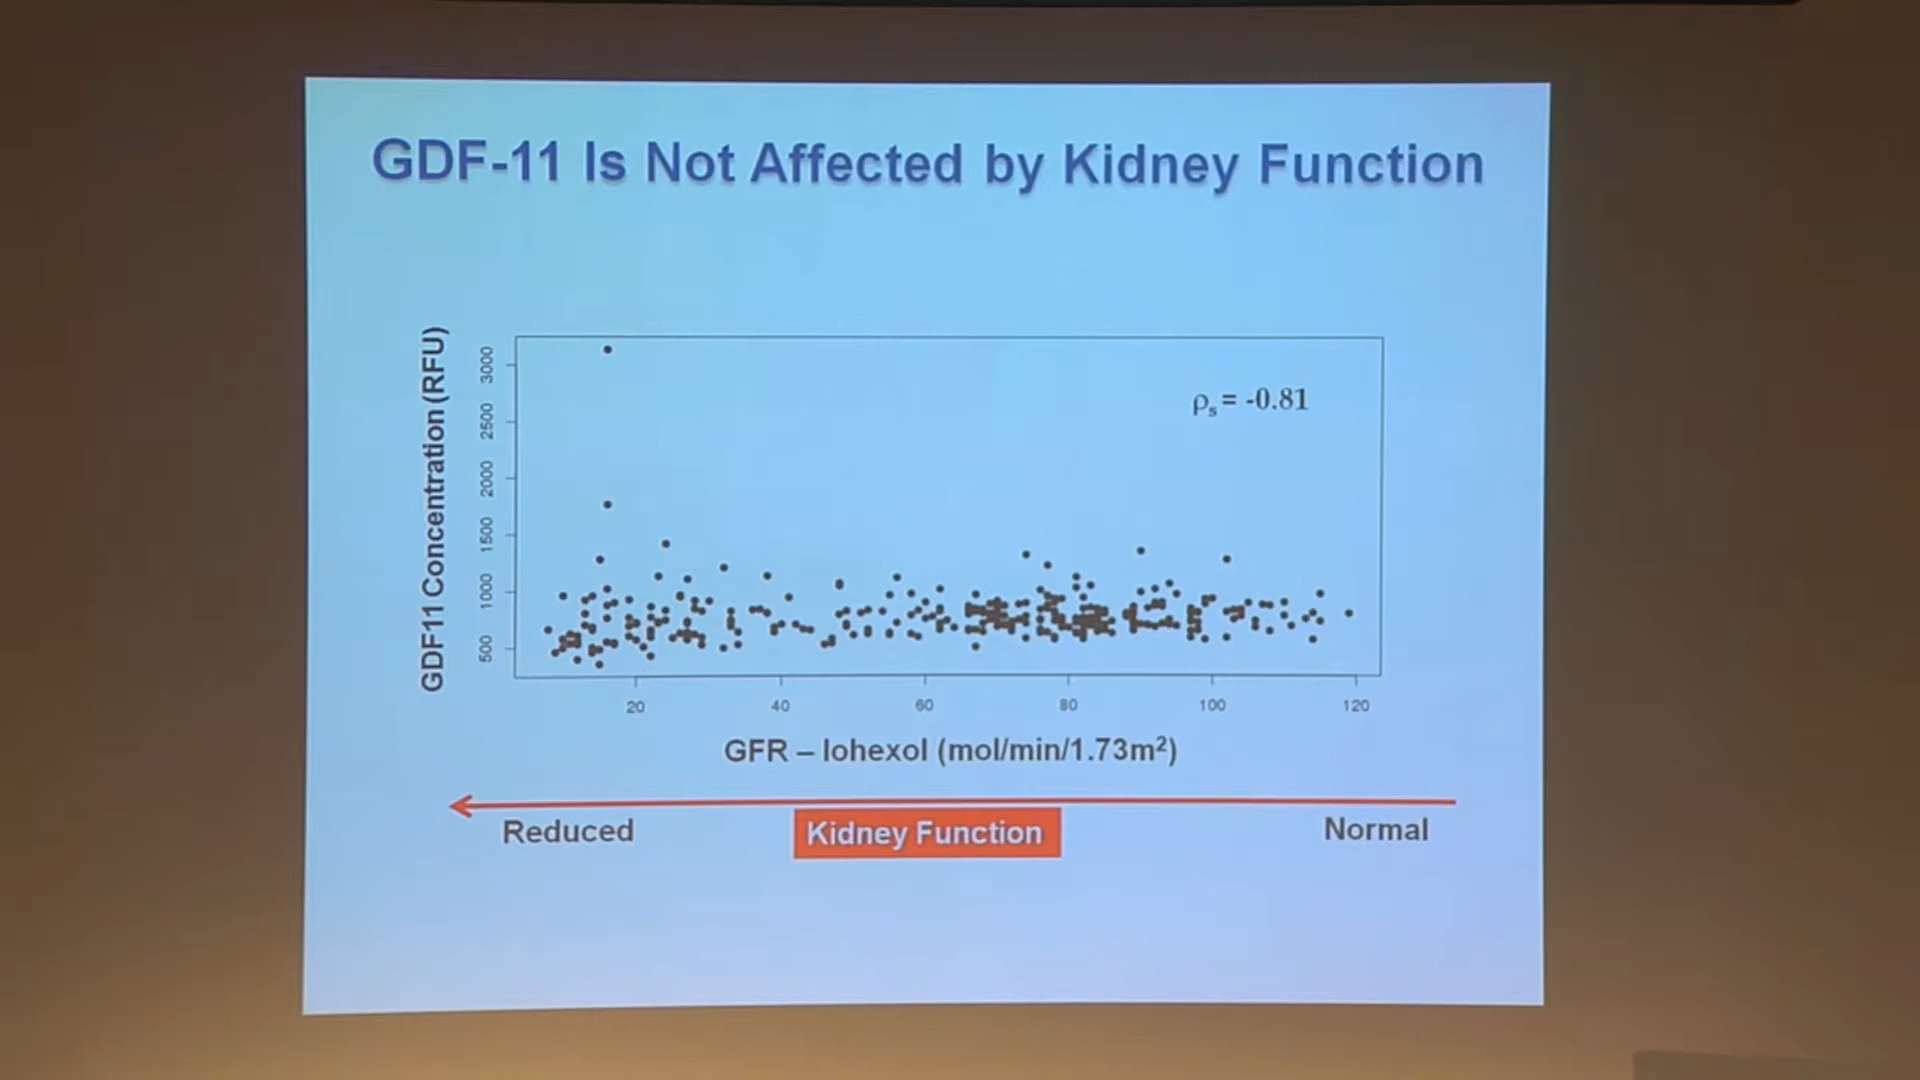 GDF-11 Is Not Affected by Kidney Function
GDF11 Concentration (RFU)
3000
2500
2000
1500
1000
500
ρs = -0.81
20 40 60 80 100 120
GFR – Iohexol (mol/min/1.73m²)
Reduced
Kidney Function
Normal